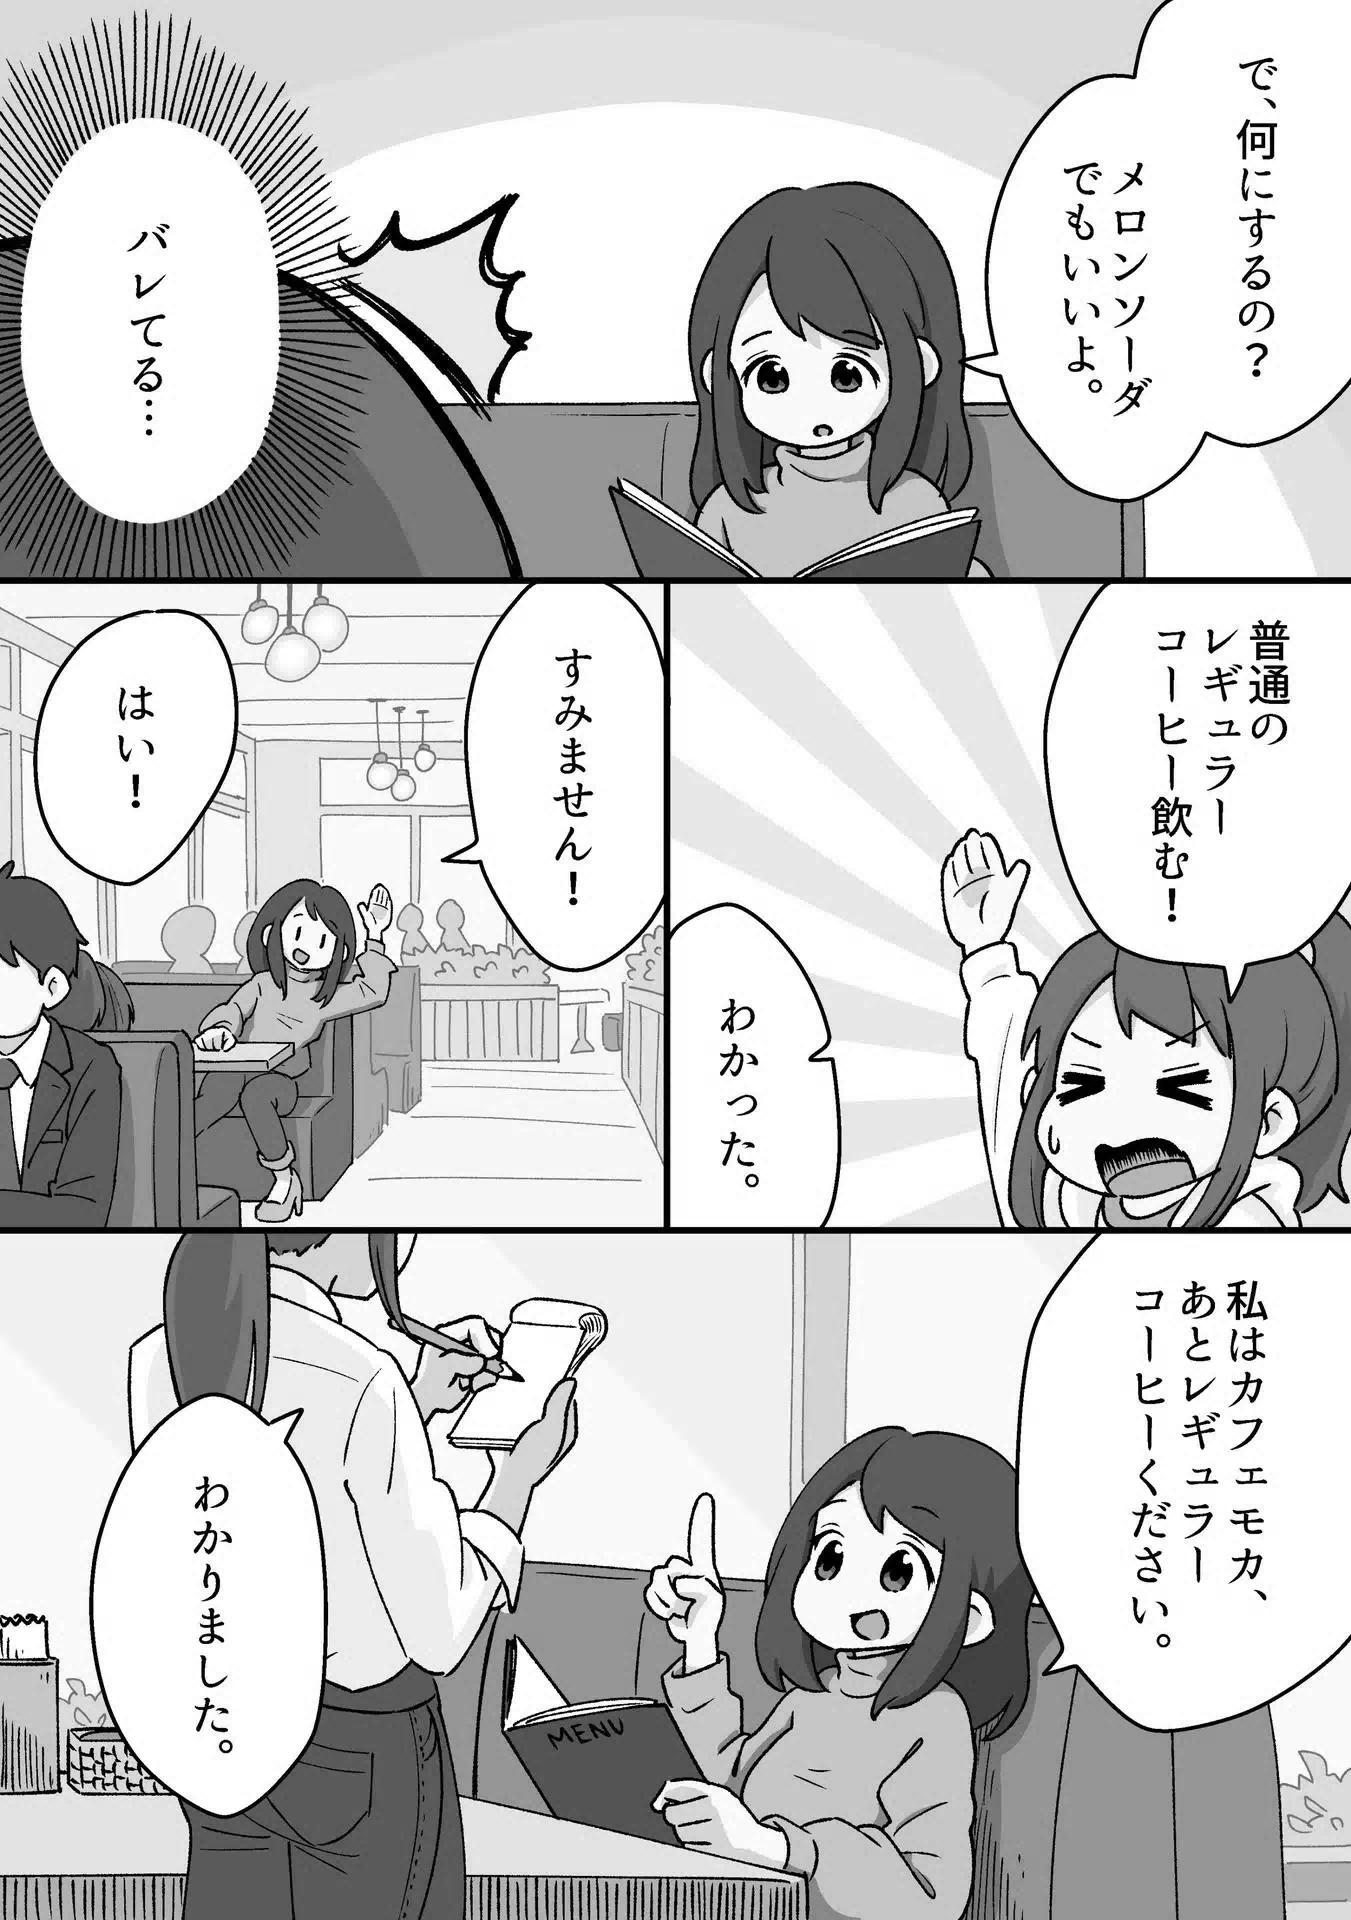 で、何にするの？
メロンソーダ
でもいいよ。
バレてる…
普通の
レギュラー
コーヒー飲む！
わかった。
すみません！
はい！
私はカフェモカ、
あとレギュラー
コーヒーください。
わかりました。
MENU